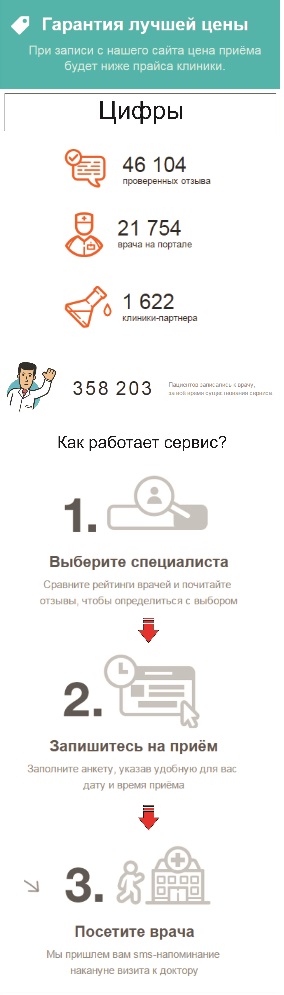 Гарантия лучшей цены
При записи с нашего сайта цена приёма
будет ниже прайса клиники.
Цифры
46 104
проверенных отзыва
21 754
врача на портале
1 622
клиники-партнера
358 203
Пациентов записались к врачу,
за всё время существования сервиса
Как работает сервис?
1.
Выберите специалиста
Сравните рейтинги врачей и почитайте
отзывы, чтобы определиться с выбором
2.
Запишитесь на приём
Заполните анкету, указав удобную для вас
дату и время приёма
3.
Посетите врача
Мы пришлем вам sms-напоминание
накануне визита к доктору